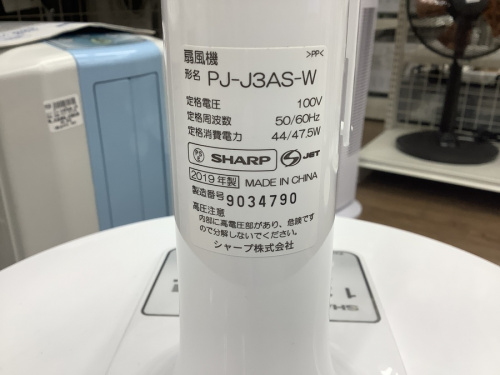 >PP<
扇風機
形名 PJ-J3AS-W
定格電圧 100V
定格周波数 50/60Hz
定格消費電力 44/47.5W
SHARP JET
2019年製 MADE IN CHINA
製造番号 9034790
高圧注意
内部に高電圧部があり、危険です
ので分解しないでください。
シャープ株式会社